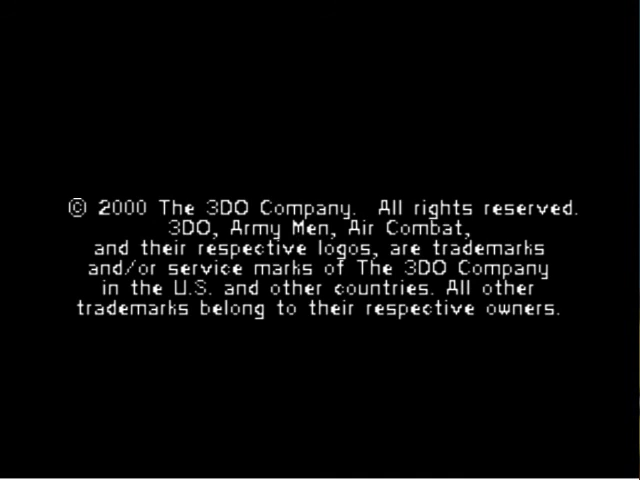 © 2000 The 3DO Company. All rights reserved.
3DO, Army Men, Air Combat,
and their respective logos, are trademarks
and/or service marks of The 3DO Company
in the U.S. and other countries. All other
trademarks belong to their respective owners.